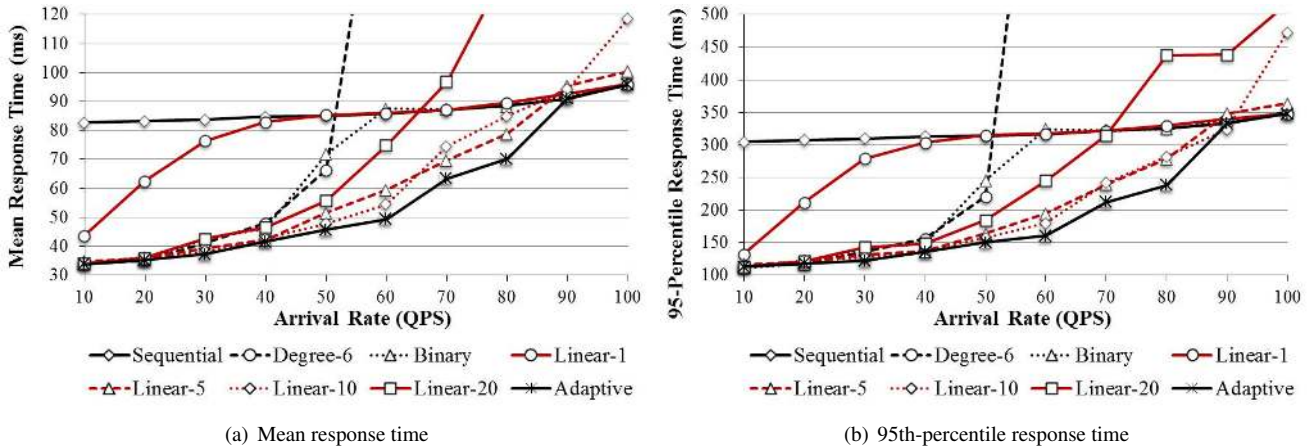 Mean Response Time (ms)
120
110
100
90
80
70
60
50
40
30
10 20 30 40 50 60 70 80 90 100
Arrival Rate (QPS)
Sequential Degree-6 Binary Linear-1
Linear-5 Linear-10 Linear-20 Adaptive
(a) Mean response time
95-Percentile Response Time (ms)
500
450
400
350
300
250
200
150
100
10 20 30 40 50 60 70 80 90 100
Arrival Rate (QPS)
Sequential Degree-6 Binary Linear-1
Linear-5 Linear-10 Linear-20 Adaptive
(b) 95th-percentile response time